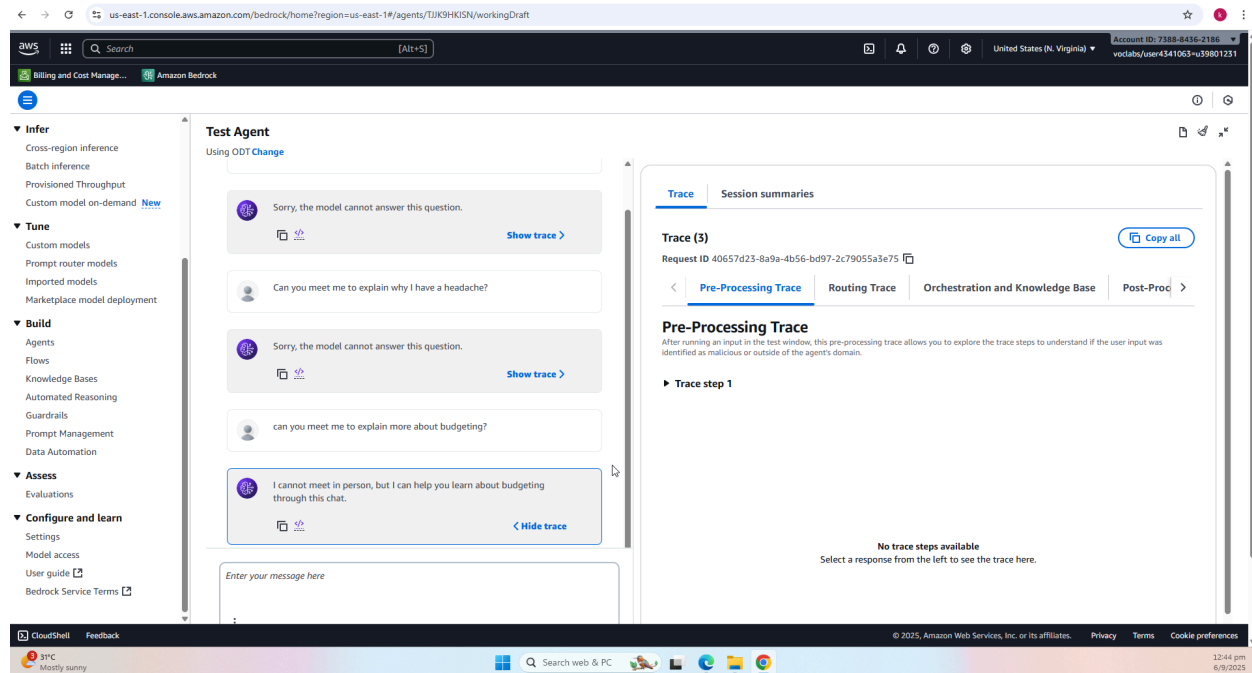 us-east-1.console.aws.amazon.com/bedrock/home?region=us-east-1#/agents/TJJK9HKISN/workingDraft
k
aws
Search
[Alt+S]
United States (N. Virginia)
Account ID: 7388-8436-2186
voclabs/user4341063=u39801231
Billing and Cost Manage...
Amazon Bedrock
Infer
Cross-region inference
Batch inference
Provisioned Throughput
Custom model on-demand New
Tune
Custom models
Prompt router models
Imported models
Marketplace model deployment
Build
Agents
Flows
Knowledge Bases
Automated Reasoning
Guardrails
Prompt Management
Data Automation
Assess
Evaluations
Configure and learn
Settings
Model access
User guide
Bedrock Service Terms
Test Agent
Using ODT Change
Sorry, the model cannot answer this question.
Show trace
Can you meet me to explain why I have a headache?
Sorry, the model cannot answer this question.
Show trace
can you meet me to explain more about budgeting?
I cannot meet in person, but I can help you learn about budgeting
through this chat.
Hide trace
Enter your message here
Trace
Session summaries
Trace (3)
Copy all
Request ID 40657d23-8a9a-4b56-bd97-2c79055a3e75
Pre-Processing Trace
Routing Trace
Orchestration and Knowledge Base
Post-Proc
Pre-Processing Trace
After running an input in the test window, this pre-processing trace allows you to explore the trace steps to understand if the user input was
identified as malicious or outside of the agent's domain.
Trace step 1
No trace steps available
Select a response from the left to see the trace here.
CloudShell
Feedback
© 2025, Amazon Web Services, Inc. or its affiliates.
Privacy
Terms
Cookie preferences
3
31°C
Mostly sunny
Search web & PC
12:44 pm
6/9/2025